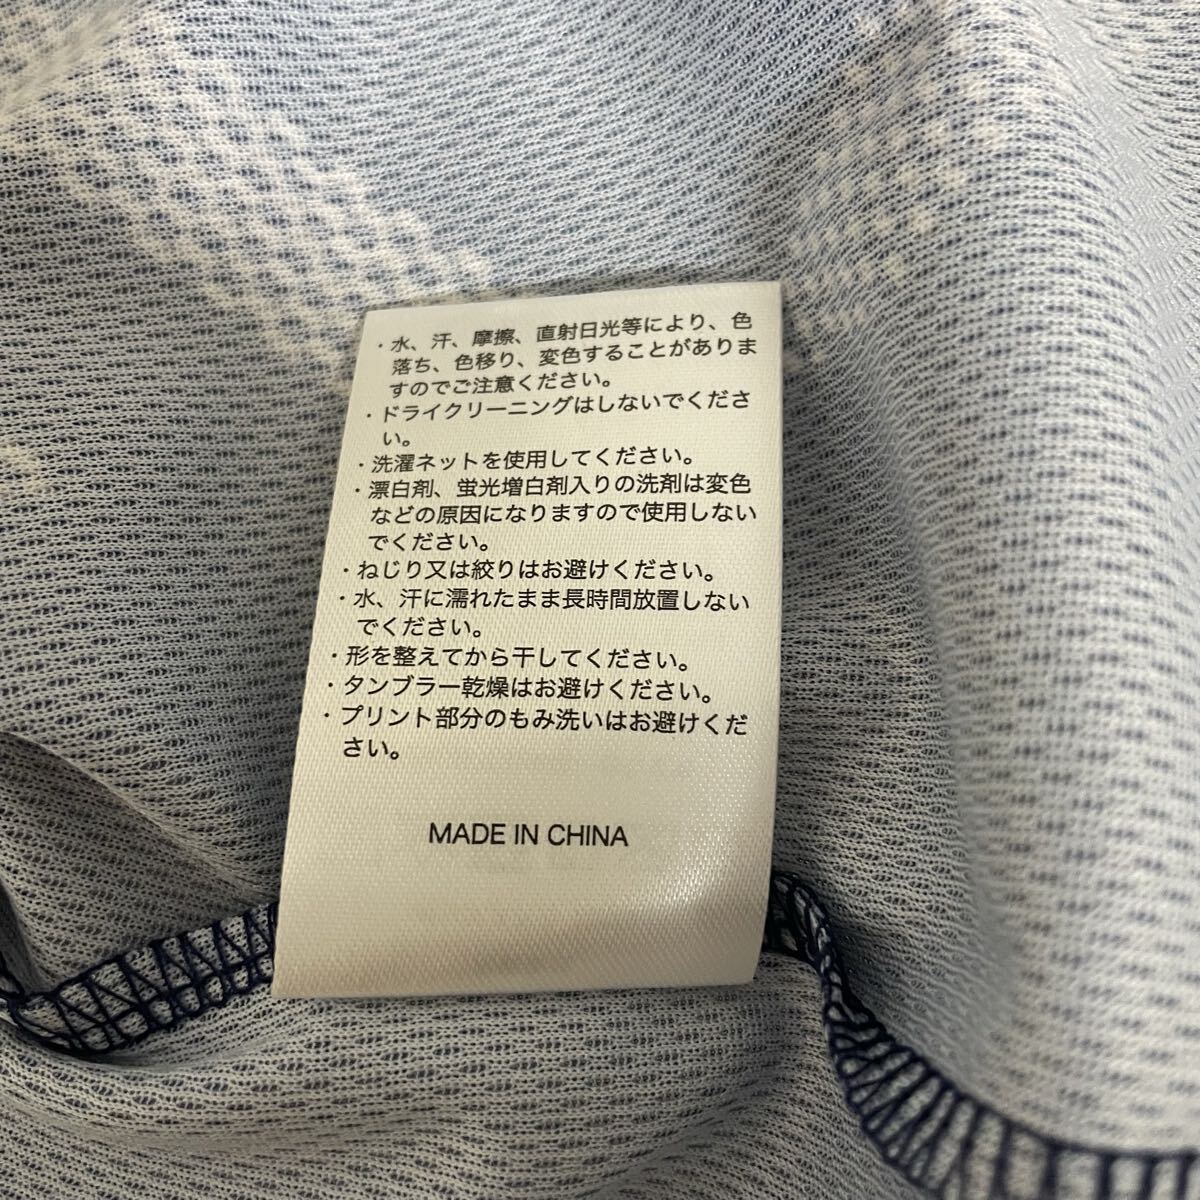 ・水、汗、摩擦、直射日光等により、色
落ち、色移り、変色することがありま
すのでご注意ください。
・ドライクリーニングはしないでくださ
い。
・洗濯ネットを使用してください。
・漂白剤、蛍光増白剤入りの洗剤は変色
などの原因になりますので使用しない
でください。
・ねじり又は絞りはお避けください。
・水、汗に濡れたまま長時間放置しない
でください。
・形を整えてから干してください。
・タンブラー乾燥はお避けください。
・プリント部分のもみ洗いはお避けくだ
さい。
MADE IN CHINA